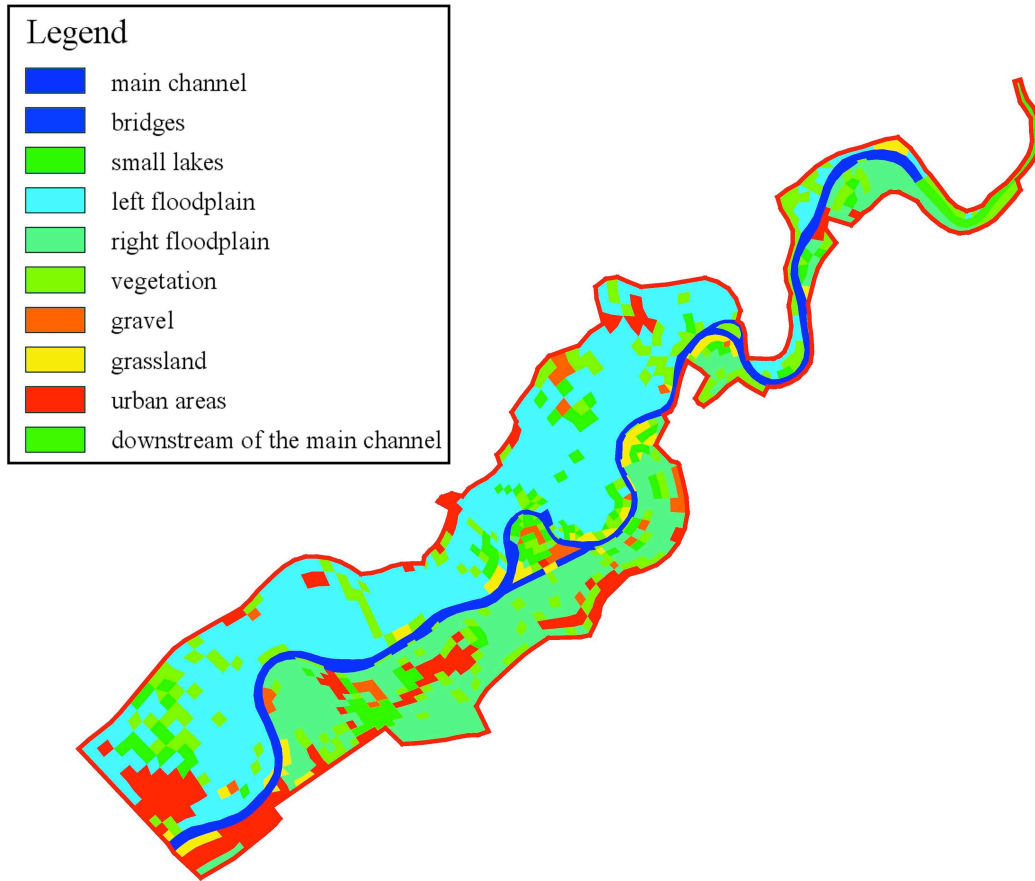 Legend
main channel
bridges
small lakes
left floodplain
right floodplain
vegetation
gravel
grassland
urban areas
downstream of the main channel